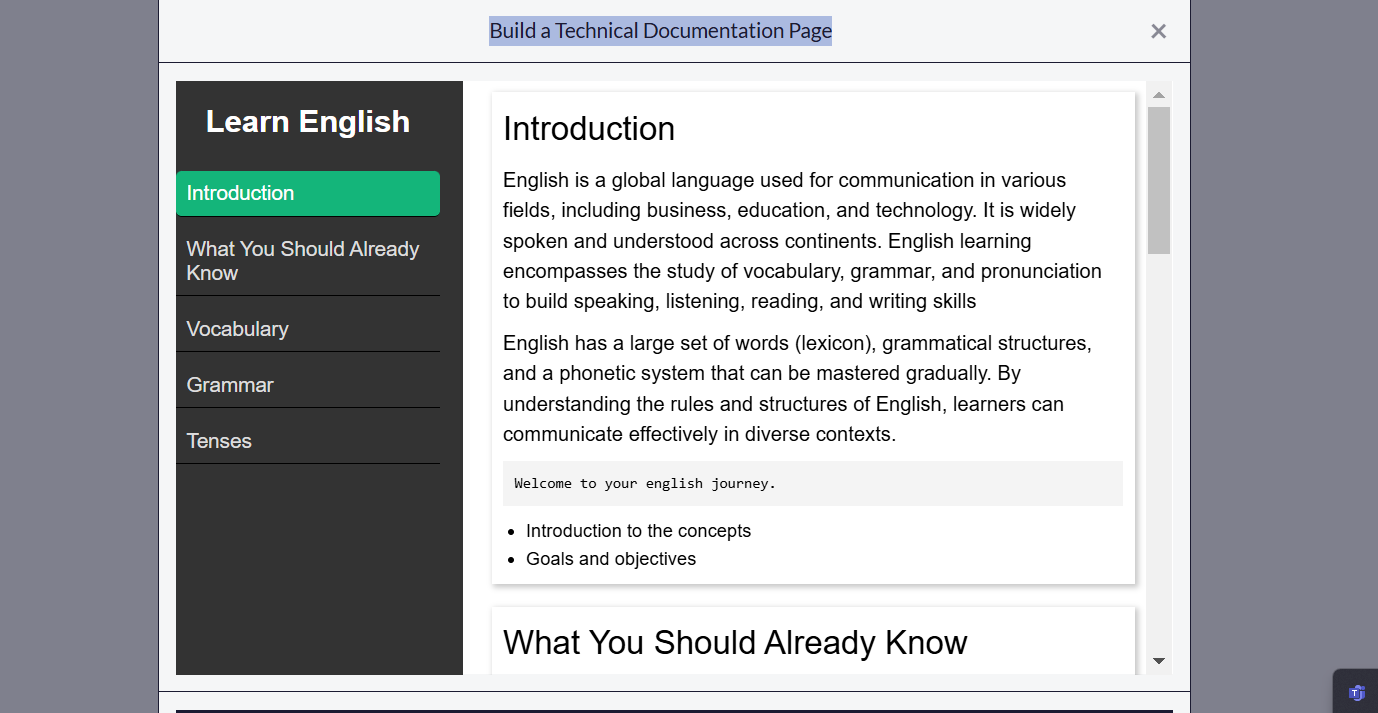 Build a Technical Documentation Page
×
Learn English
Introduction
What You Should Already
Know
Vocabulary
Grammar
Tenses
Introduction
English is a global language used for communication in various
fields, including business, education, and technology. It is widely
spoken and understood across continents. English learning
encompasses the study of vocabulary, grammar, and pronunciation
to build speaking, listening, reading, and writing skills
English has a large set of words (lexicon), grammatical structures,
and a phonetic system that can be mastered gradually. By
understanding the rules and structures of English, learners can
communicate effectively in diverse contexts.
Welcome to your english journey.
• Introduction to the concepts
• Goals and objectives
What You Should Already Know
T